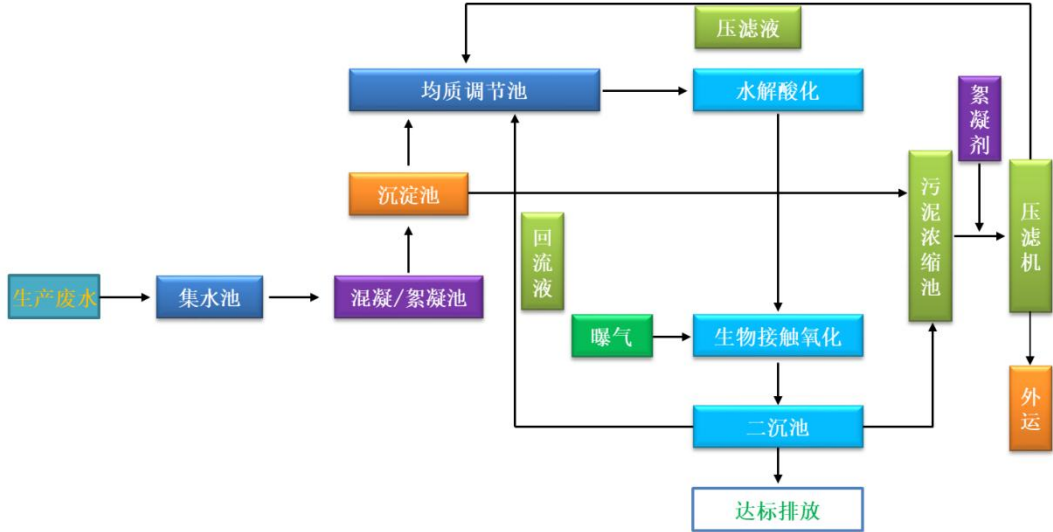 压滤液
均质调节池
水解酸化
絮凝剂
沉淀池
污泥浓缩池
压滤机
回流液
生产废水
集水池
混凝/絮凝池
曝气
生物接触氧化
外运
二沉池
达标排放